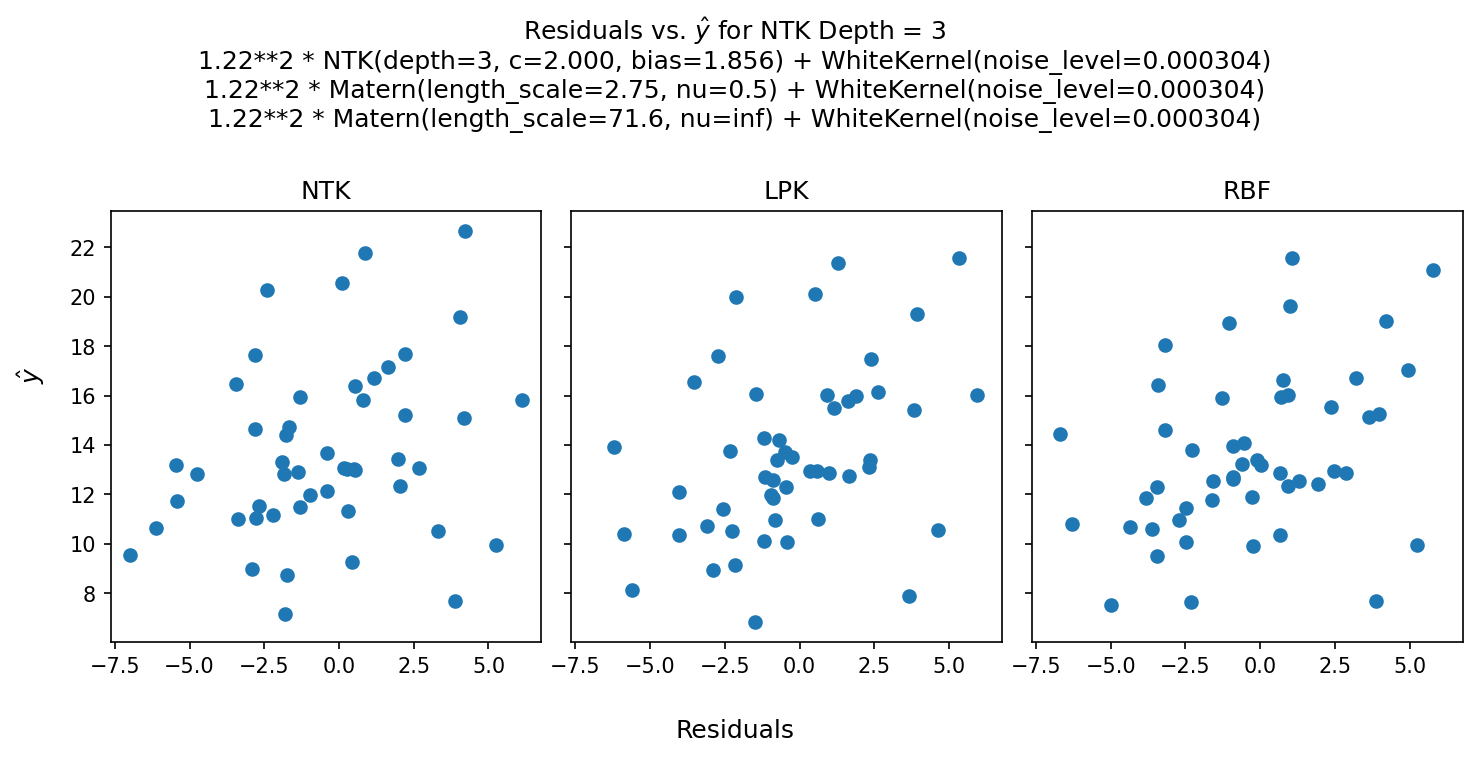 Residuals vs. ŷ for NTK Depth = 3
1.22**2 * NTK(depth=3, c=2.000, bias=1.856) + WhiteKernel(noise_level=0.000304)
1.22**2 * Matern(length_scale=2.75, nu=0.5) + WhiteKernel(noise_level=0.000304)
1.22**2 * Matern(length_scale=71.6, nu=inf) + WhiteKernel(noise_level=0.000304)
NTK LPK RBF
22
20
18
16
14
12
10
8
ŷ
−7.5 −5.0 −2.5 0.0 2.5 5.0 −7.5 −5.0 −2.5 0.0 2.5 5.0 −7.5 −5.0 −2.5 0.0 2.5 5.0
Residuals